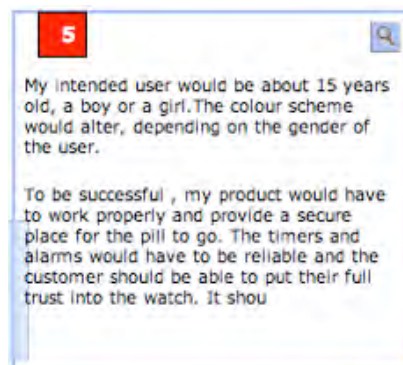 5
My intended user would be about 15 years
old, a boy or a girl.The colour scheme
would alter, depending on the gender of
the user.
To be successful , my product would have
to work properly and provide a secure
place for the pill to go. The timers and
alarms would have to be reliable and the
customer should be able to put their full
trust into the watch. It shou